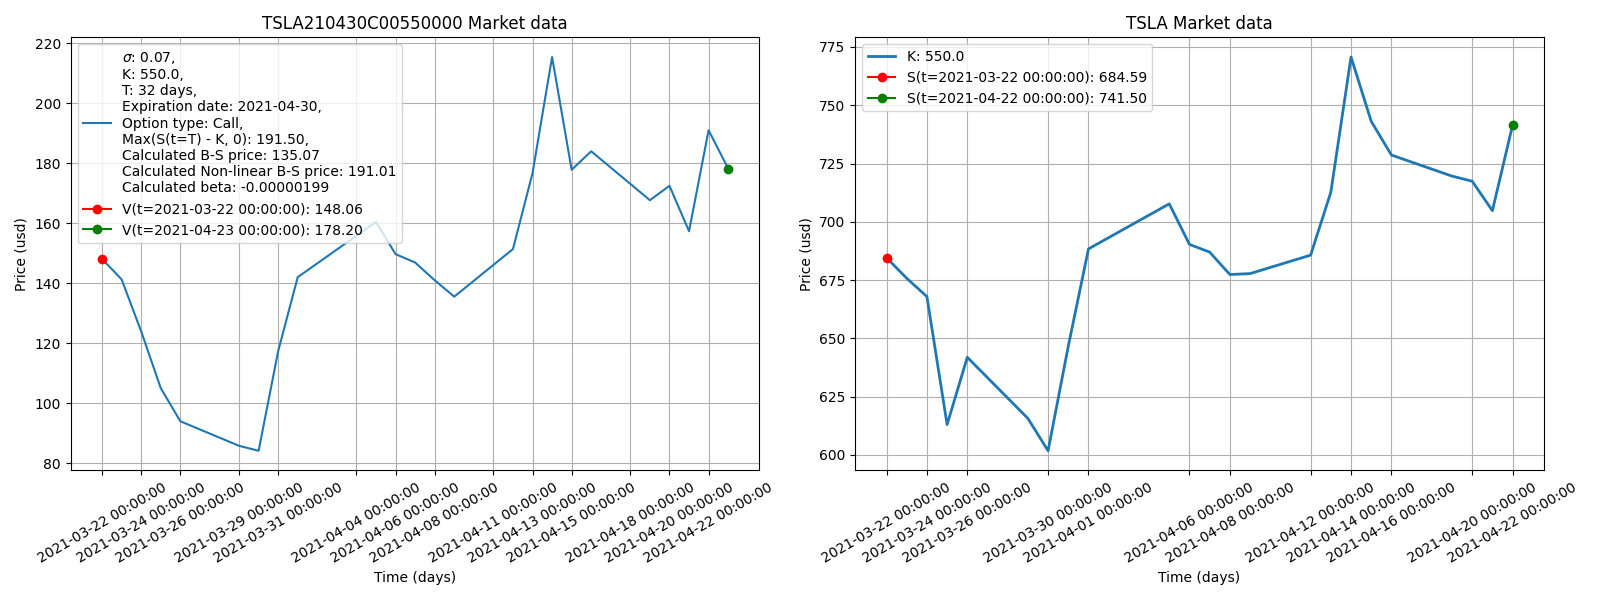 TSLA210430C00550000 Market data
Price (usd)
220
200
180
160
140
120
100
80
σ: 0.07,
K: 550.0,
T: 32 days,
Expiration date: 2021-04-30,
Option type: Call,
Max(S(t=T) - K, 0): 191.50,
Calculated B-S price: 135.07
Calculated Non-linear B-S price: 191.01
Calculated beta: -0.00000199
V(t=2021-03-22 00:00:00): 148.06
V(t=2021-04-23 00:00:00): 178.20
2021-03-22 00:00:00
2021-03-24 00:00:00
2021-03-26 00:00:00
2021-03-29 00:00:00
2021-03-31 00:00:00
2021-04-04 00:00:00
2021-04-06 00:00:00
2021-04-08 00:00:00
2021-04-11 00:00:00
2021-04-13 00:00:00
2021-04-15 00:00:00
2021-04-18 00:00:00
2021-04-20 00:00:00
2021-04-22 00:00:00
Time (days)
TSLA Market data
Price (usd)
775
750
725
700
675
650
625
600
K: 550.0
S(t=2021-03-22 00:00:00): 684.59
S(t=2021-04-22 00:00:00): 741.50
2021-03-22 00:00:00
2021-03-24 00:00:00
2021-03-26 00:00:00
2021-03-30 00:00:00
2021-04-01 00:00:00
2021-04-06 00:00:00
2021-04-08 00:00:00
2021-04-12 00:00:00
2021-04-14 00:00:00
2021-04-16 00:00:00
2021-04-20 00:00:00
2021-04-22 00:00:00
Time (days)